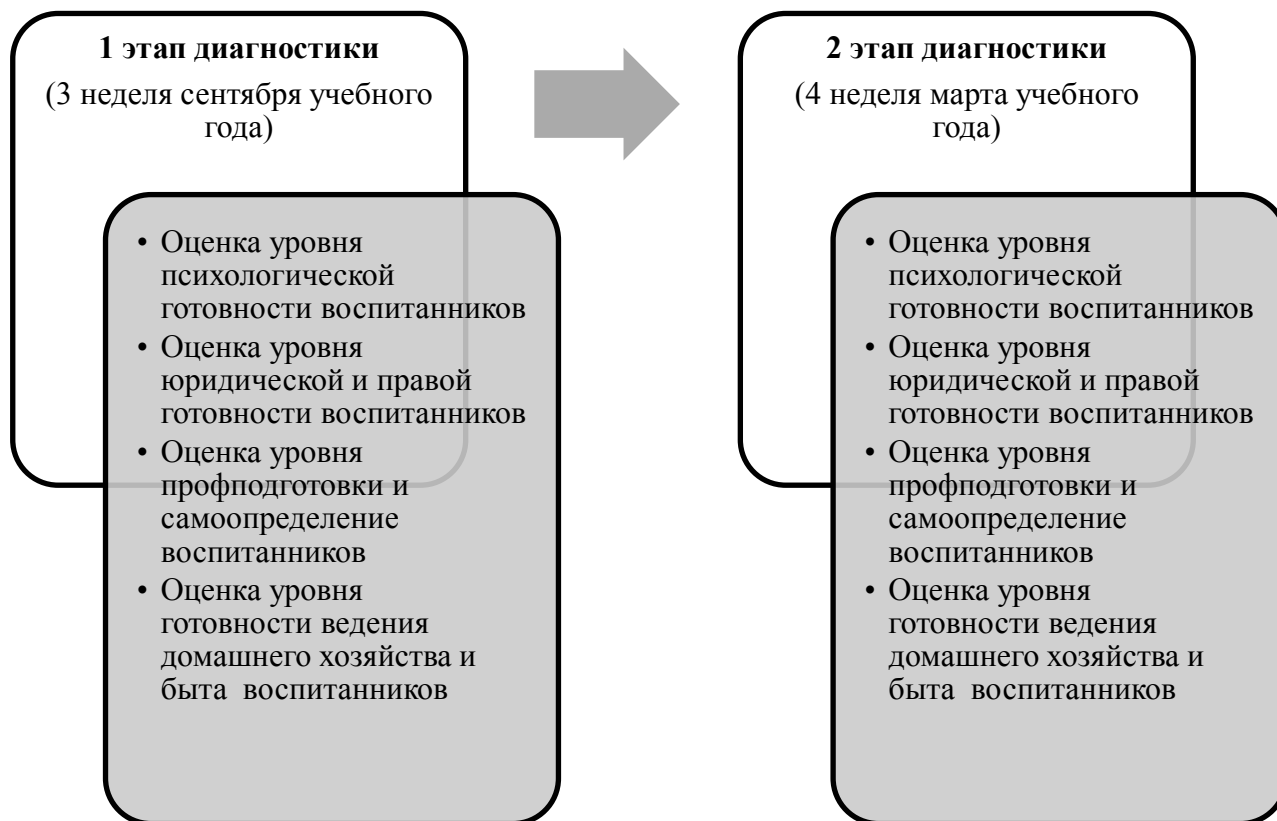 1 этап диагностики
(3 неделя сентября учебного
года)
• Оценка уровня
психологической
готовности воспитанников
• Оценка уровня
юридической и правой
готовности воспитанников
• Оценка уровня
профподготовки и
самоопределение
воспитанников
• Оценка уровня
готовности ведения
домашнего хозяйства и
быта воспитанников
2 этап диагностики
(4 неделя марта учебного
года)
• Оценка уровня
психологической
готовности воспитанников
• Оценка уровня
юридической и правой
готовности воспитанников
• Оценка уровня
профподготовки и
самоопределение
воспитанников
• Оценка уровня
готовности ведения
домашнего хозяйства и
быта воспитанников